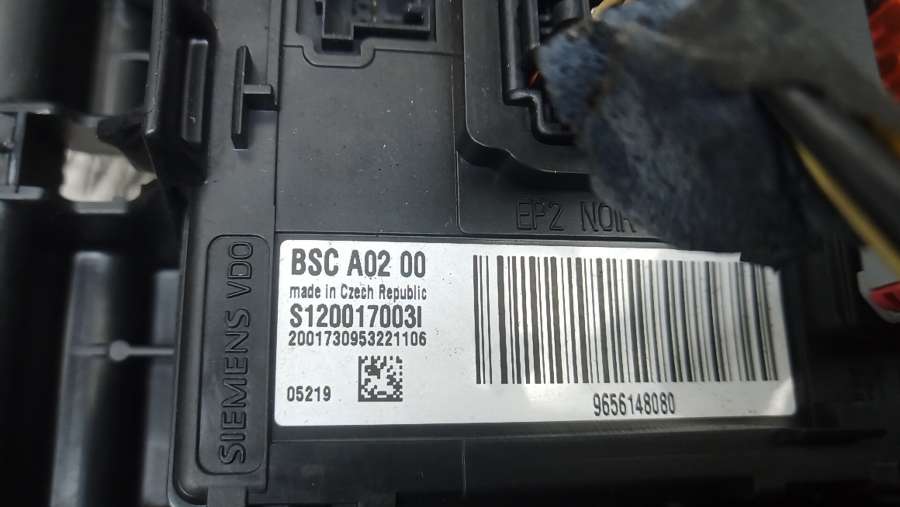 EP2 NOIR
SIEMENS VDO
BSC A02 00
made in Czech Republic
S120017003I
2001730953221106
05219
9656148080